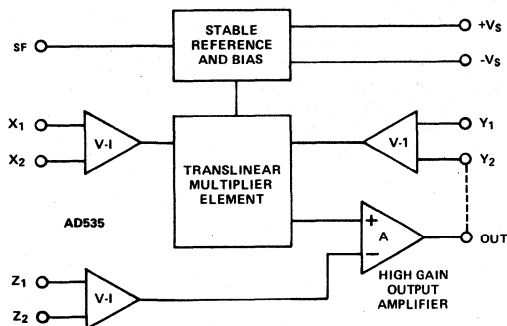 STABLE
REFERENCE
AND BIAS
SF
+VS
-VS
X1
X2
V-I
TRANSLINEAR
MULTIPLIER
ELEMENT
V-1
Y1
Y2
AD535
+
A
−
OUT
HIGH GAIN
OUTPUT
AMPLIFIER
Z1
Z2
V-I